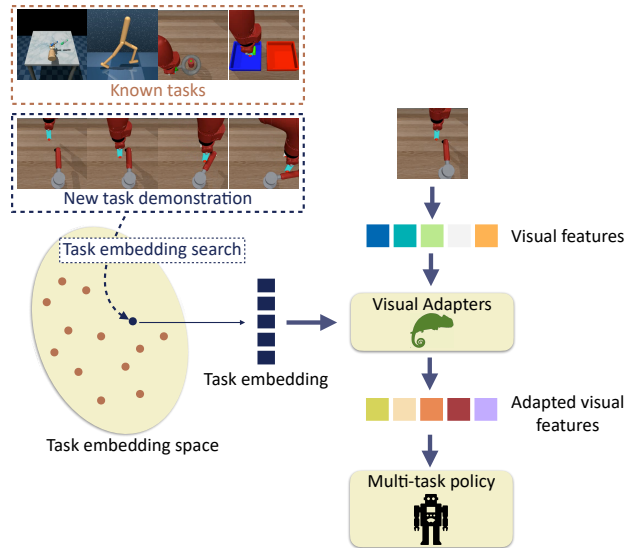 Known tasks
New task demonstration
Task embedding search
Task embedding
Task embedding space
Visual features
Visual Adapters
Adapted visual
features
Multi-task policy